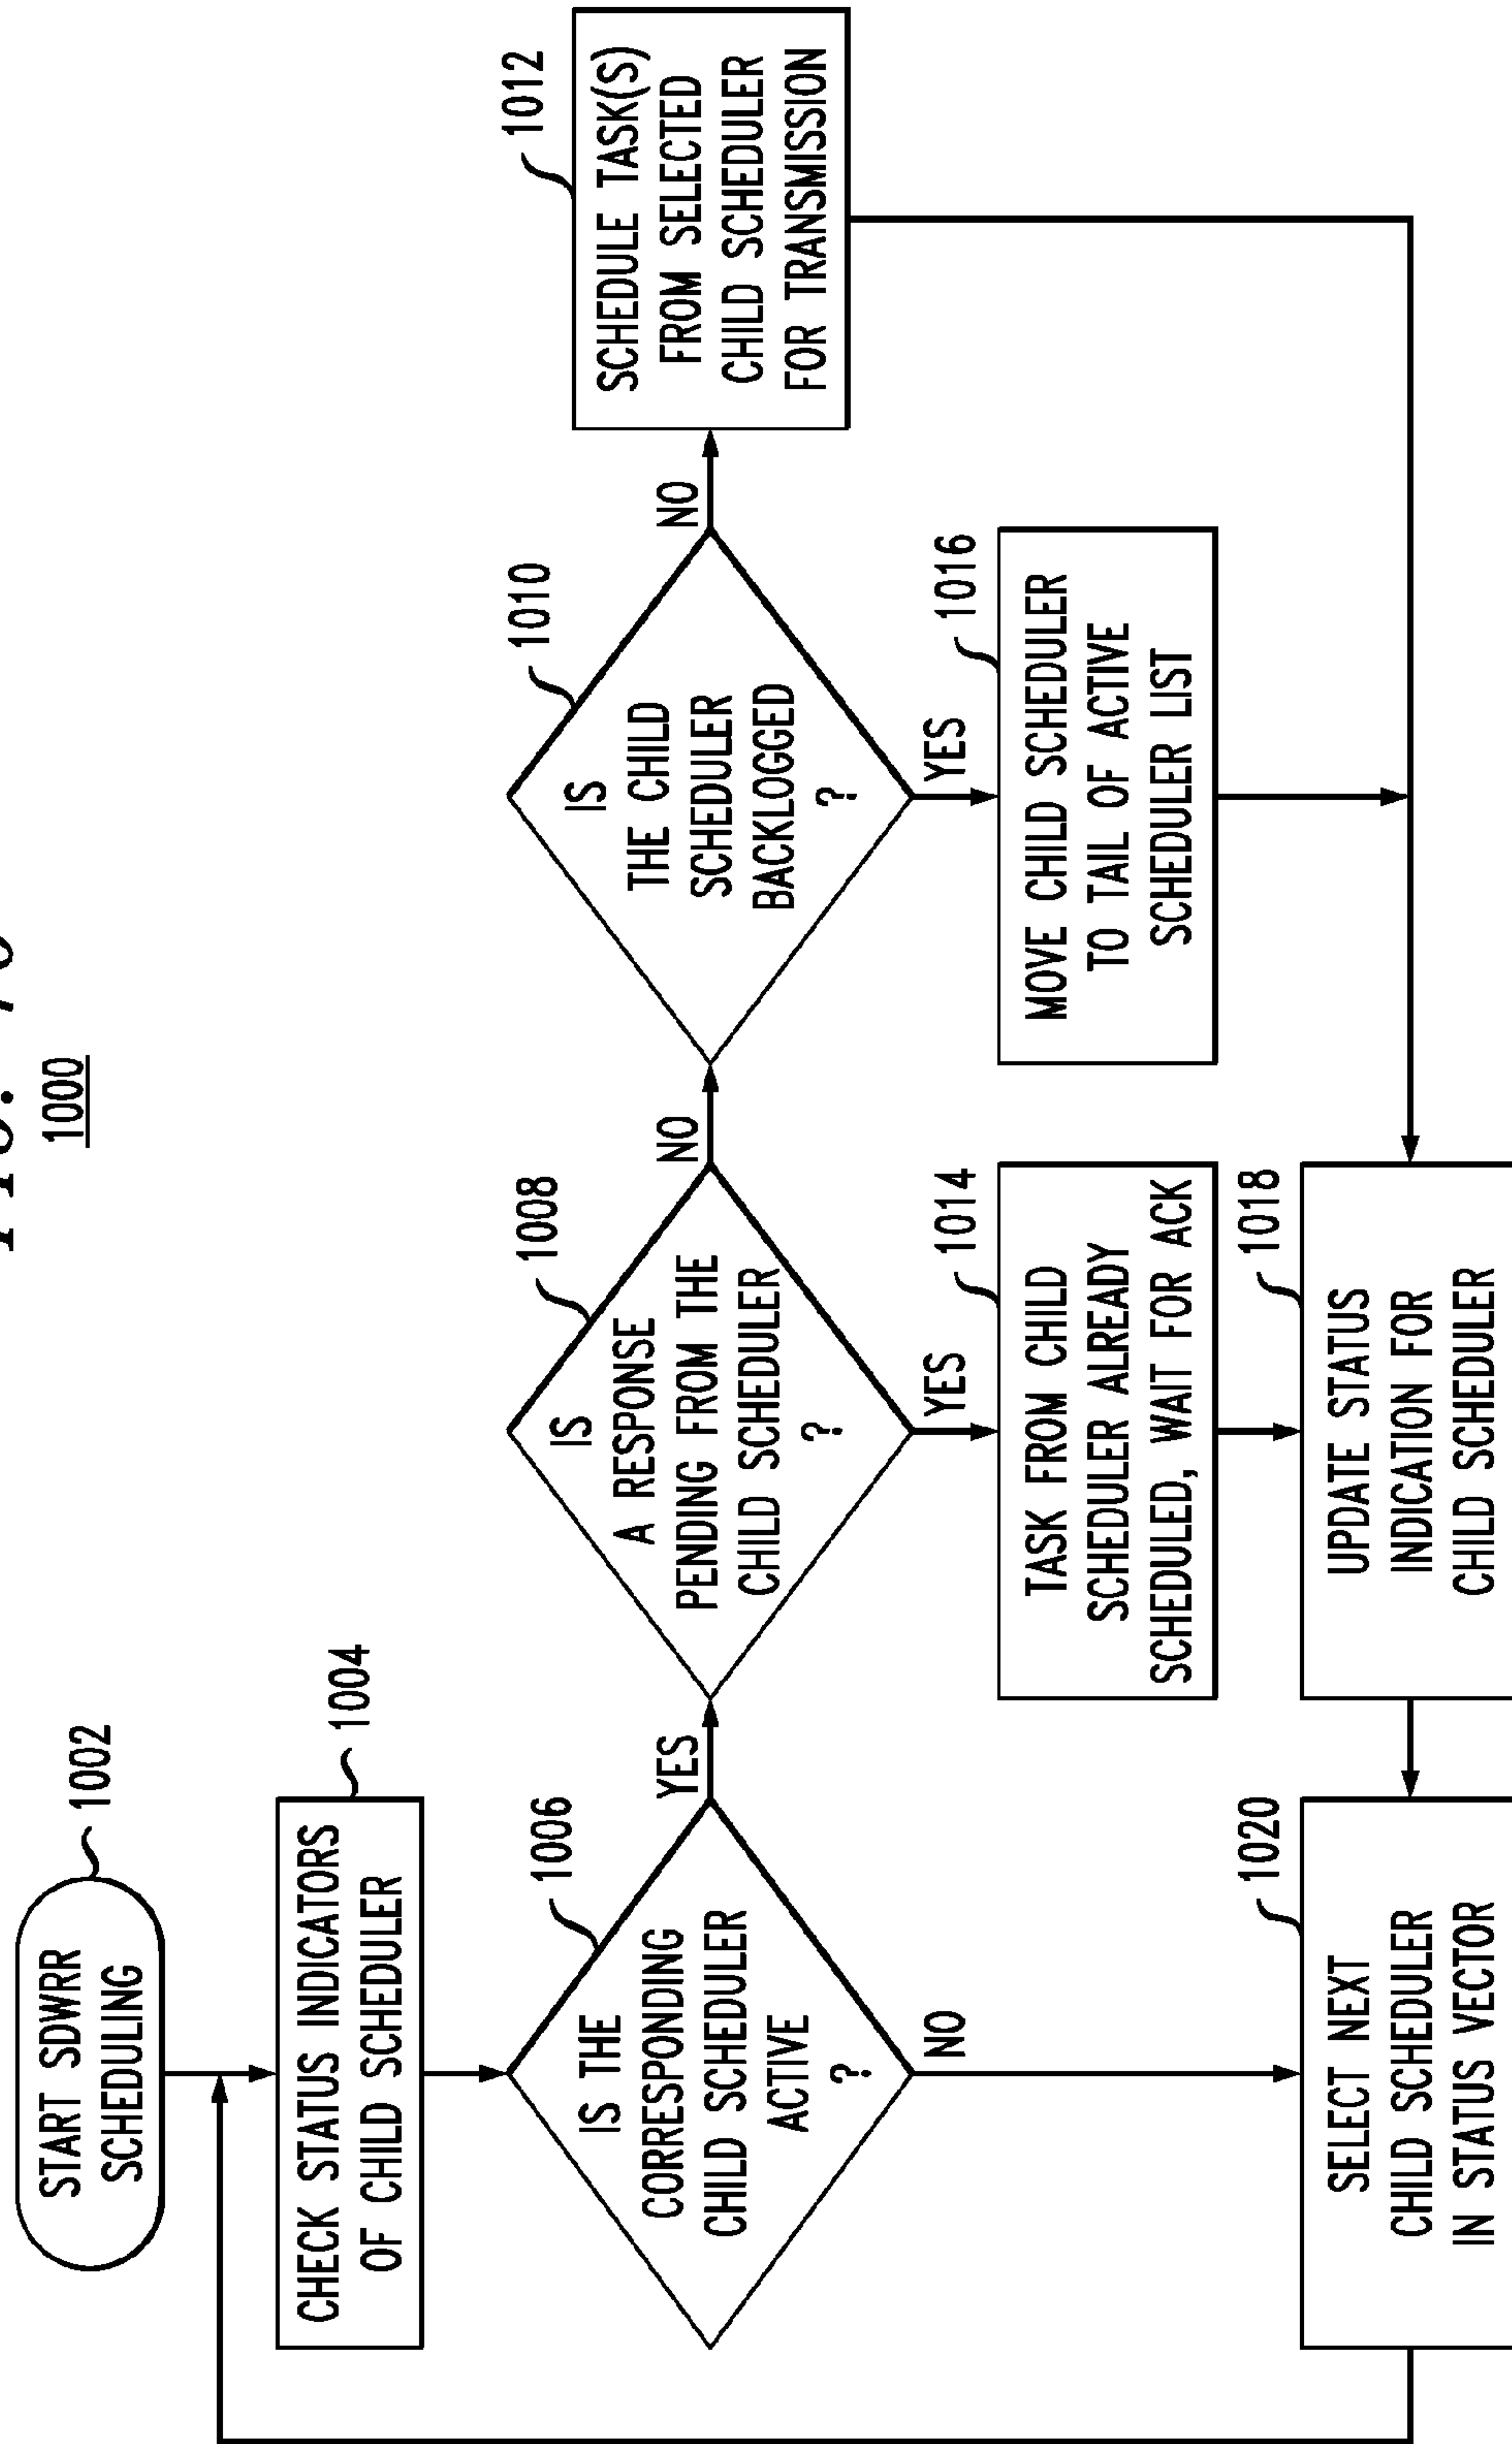 1000
START SDWRR
SCHEDULING
1002
CHECK STATUS INDICATORS
OF CHILD SCHEDULER
1004
IS THE
CORRESPONDING
CHILD SCHEDULER
ACTIVE
?
1006
YES
NO
IS
A RESPONSE
PENDING FROM THE
CHILD SCHEDULER
?
1008
NO
YES
IS
THE CHILD
SCHEDULER
BACKLOGGED
?
1010
NO
YES
SCHEDULE TASK(S)
FROM SELECTED
CHILD SCHEDULER
FOR TRANSMISSION
1012
TASK FROM CHILD
SCHEDULER ALREADY
SCHEDULED, WAIT FOR ACK
1014
MOVE CHILD SCHEDULER
TO TAIL OF ACTIVE
SCHEDULER LIST
1016
SELECT NEXT
CHILD SCHEDULER
IN STATUS VECTOR
1020
UPDATE STATUS
INDICATION FOR
CHILD SCHEDULER
1018